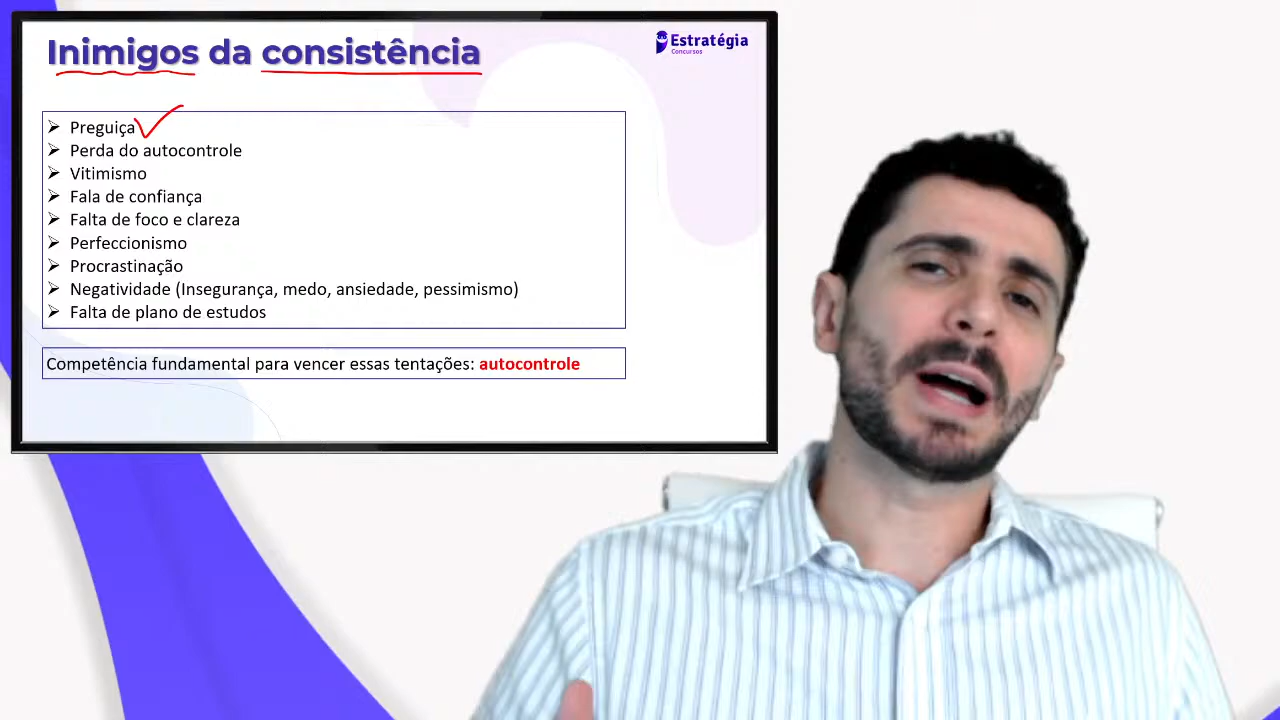 Inimigos da consistência
Estratégia
Concursos
Preguiça
Perda do autocontrole
Vitimismo
Fala de confiança
Falta de foco e clareza
Perfeccionismo
Procrastinação
Negatividade (Insegurança, medo, ansiedade, pessimismo)
Falta de plano de estudos
Competência fundamental para vencer essas tentações: autocontrole